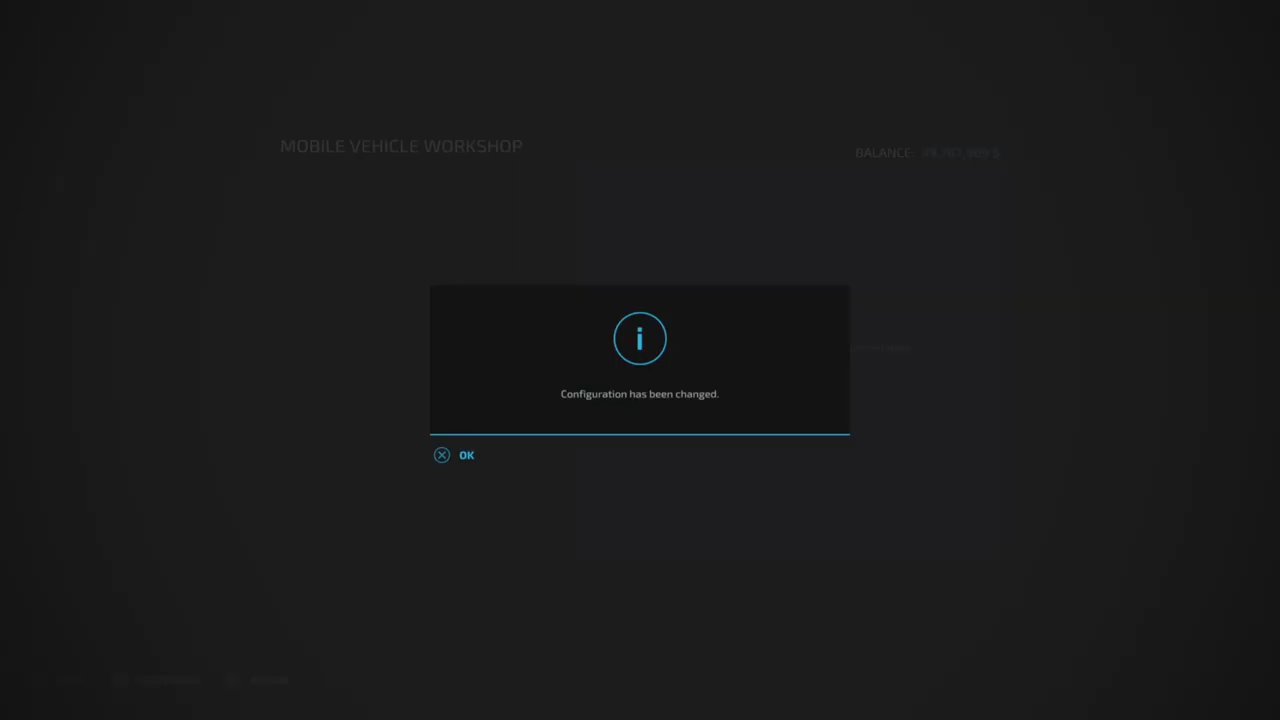 MOBILE VEHICLE WORKSHOP
BALANCE:
i
Configuration has been changed.
OK